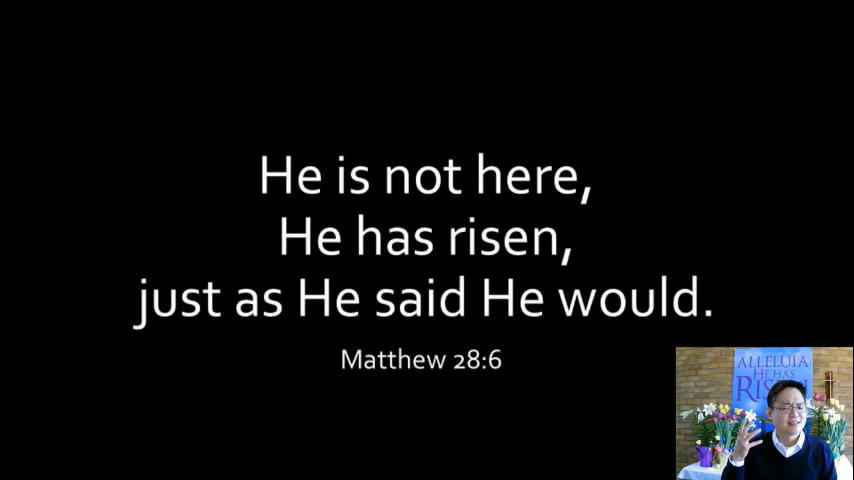 He is not here,
He has risen,
just as He said He would.
Matthew 28:6
ALLELUIA
HE HAS
RISEN